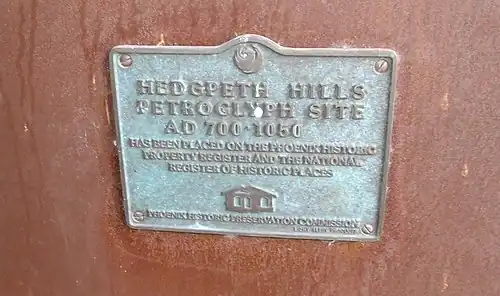 HEDGPETH HILLS
PETROGLYPH SITE
AD 700·1050
HAS BEEN PLACED ON THE PHOENIX HISTORIC
PROPERTY REGISTER AND THE NATIONAL
REGISTER OF HISTORIC PLACES
PHOENIX HISTORIC PRESERVATION COMMISSION